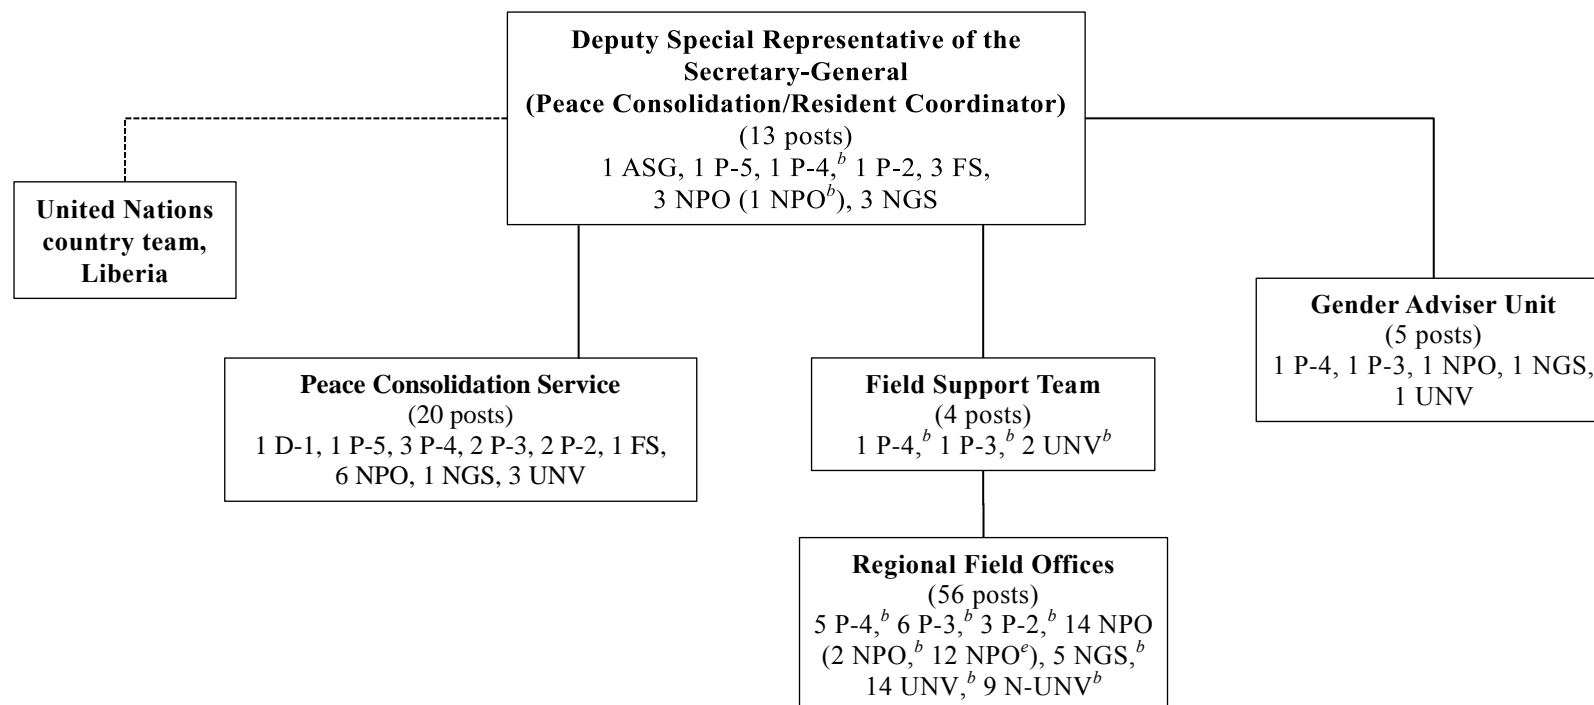 Deputy Special Representative of the
Secretary-General
(Peace Consolidation/Resident Coordinator)
(13 posts)
1 ASG, 1 P-5, 1 P-4,b 1 P-2, 3 FS,
3 NPO (1 NPOb), 3 NGS
United Nations
country team,
Liberia
Gender Adviser Unit
(5 posts)
1 P-4, 1 P-3, 1 NPO, 1 NGS,
1 UNV
Peace Consolidation Service
(20 posts)
1 D-1, 1 P-5, 3 P-4, 2 P-3, 2 P-2, 1 FS,
6 NPO, 1 NGS, 3 UNV
Field Support Team
(4 posts)
1 P-4,b 1 P-3,b 2 UNVb
Regional Field Offices
(56 posts)
5 P-4,b 6 P-3,b 3 P-2,b 14 NPO
(2 NPO,b 12 NPOe), 5 NGS,b
14 UNV,b 9 N-UNVb